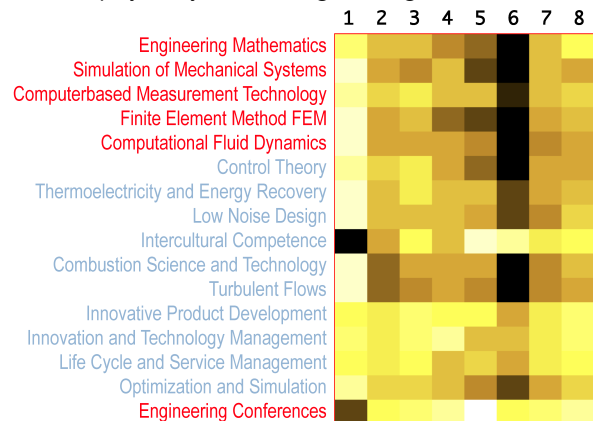 1 2 3 4 5 6 7 8
Engineering Mathematics
Simulation of Mechanical Systems
Computerbased Measurement Technology
Finite Element Method FEM
Computational Fluid Dynamics
Control Theory
Thermoelectricity and Energy Recovery
Low Noise Design
Intercultural Competence
Combustion Science and Technology
Turbulent Flows
Innovative Product Development
Innovation and Technology Management
Life Cycle and Service Management
Optimization and Simulation
Engineering Conferences